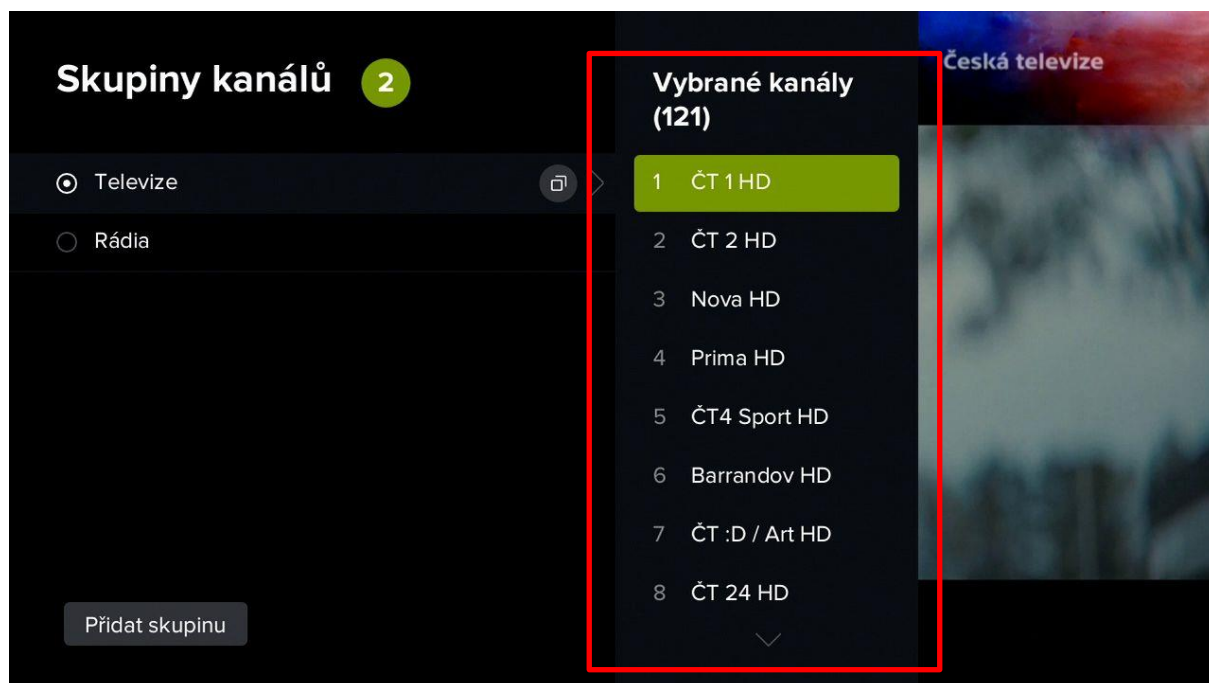 Skupiny kanálů 2
Televize
Rádia
Přidat skupinu
Vybrané kanály
(121)
1 ČT 1 HD
2 ČT 2 HD
3 Nova HD
4 Prima HD
5 ČT4 Sport HD
6 Barrandov HD
7 ČT :D / Art HD
8 ČT 24 HD
Česká televize